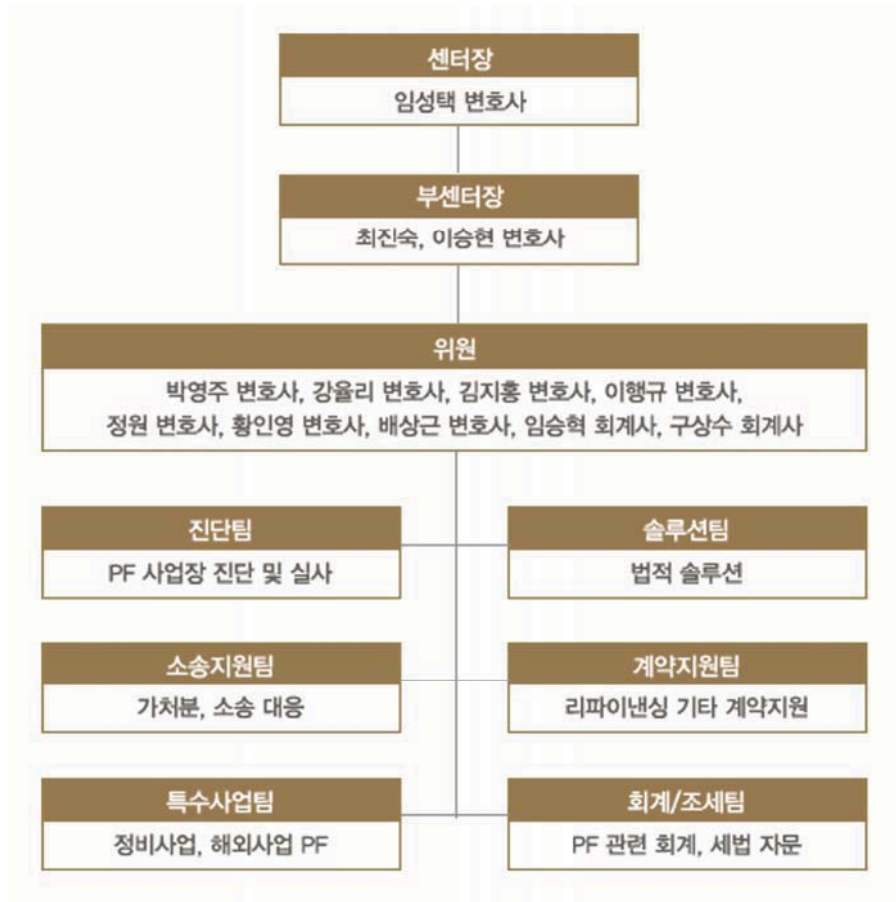 센터장
임성택 변호사
부센터장
최진숙, 이승현 변호사
위원
박영주 변호사, 강율리 변호사, 김지홍 변호사, 이행규 변호사,
정원 변호사, 황인영 변호사, 배상근 변호사, 임승혁 회계사, 구상수 회계사
진단팀
PF 사업장 진단 및 실사
솔루션팀
법적 솔루션
소송지원팀
가처분, 소송 대응
계약지원팀
리파이낸싱 기타 계약지원
특수사업팀
정비사업, 해외사업 PF
회계/조세팀
PF 관련 회계, 세법 자문